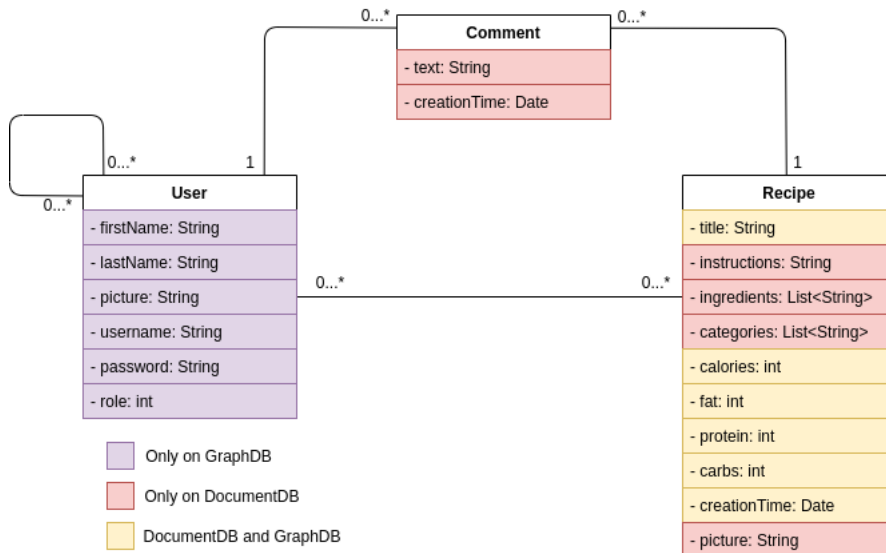 0...*
0...*
Comment
- text: String
- creationTime: Date
0...*
1
1
0...*
User
- firstName: String
- lastName: String
- picture: String
- username: String
- password: String
- role: int
0...*
0...*
Recipe
- title: String
- instructions: String
- ingredients: List<String>
- categories: List<String>
- calories: int
- fat: int
- protein: int
- carbs: int
- creationTime: Date
- picture: String
Only on GraphDB
Only on DocumentDB
DocumentDB and GraphDB